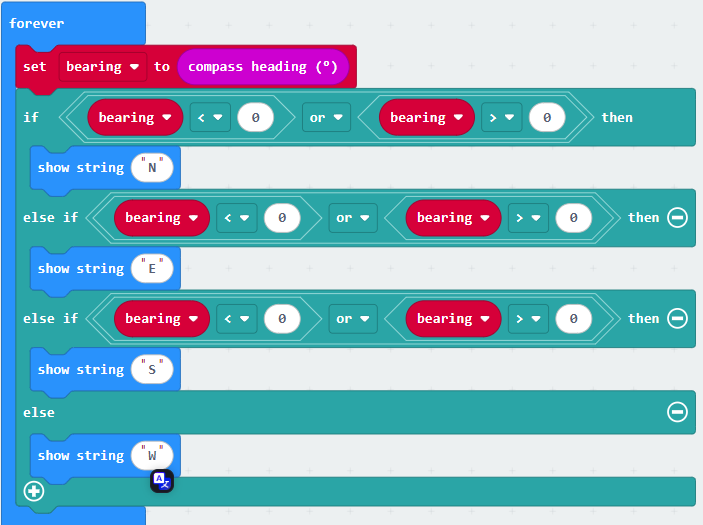 forever
set bearing to compass heading (º)
if bearing < 0 or bearing > 0 then
show string "N"
else if bearing < 0 or bearing > 0 then
show string "E"
else if bearing < 0 or bearing > 0 then
show string "S"
else
show string "W"
A 文